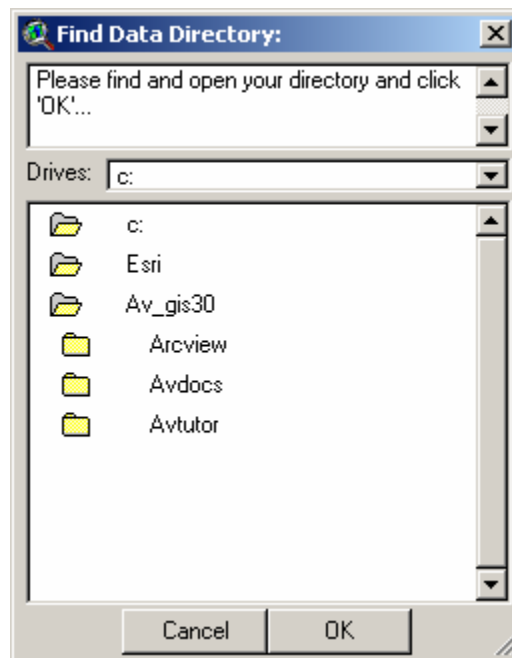 Find Data Directory:
Please find and open your directory and click
'OK'...
Drives: c:
c:
Esri
Av_gis30
Arcview
Avdocs
Avtutor
Cancel OK